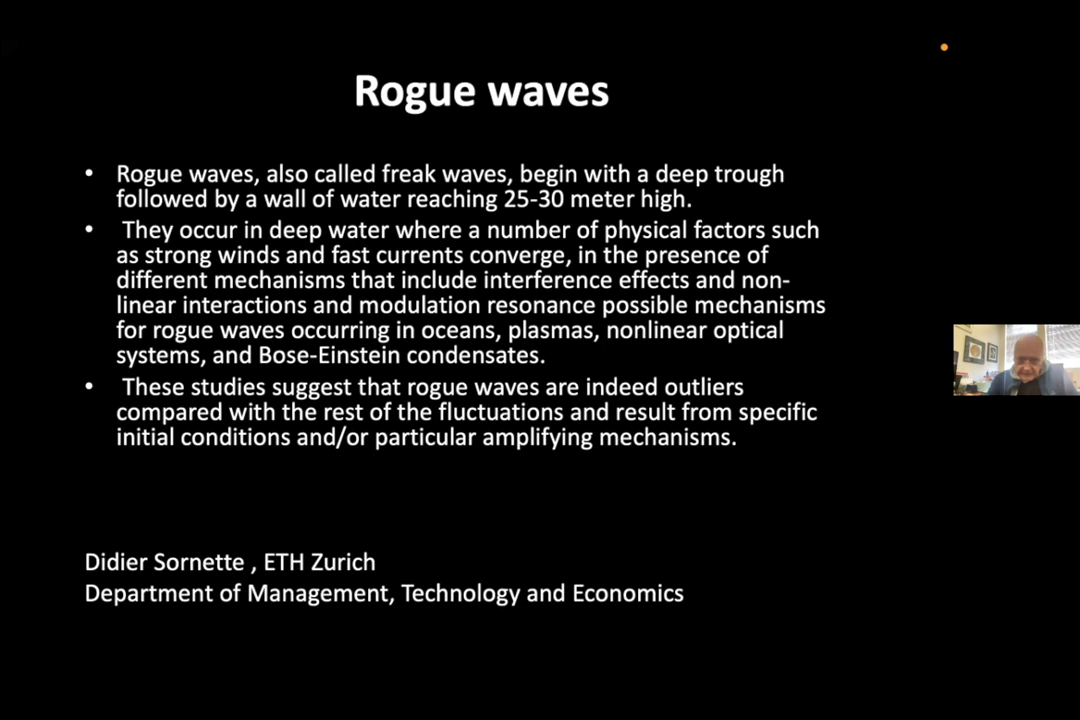 Rogue waves
• Rogue waves, also called freak waves, begin with a deep trough
followed by a wall of water reaching 25-30 meter high.
• They occur in deep water where a number of physical factors such
as strong winds and fast currents converge, in the presence of
different mechanisms that include interference effects and non-
linear interactions and modulation resonance possible mechanisms
for rogue waves occurring in oceans, plasmas, nonlinear optical
systems, and Bose-Einstein condensates.
• These studies suggest that rogue waves are indeed outliers
compared with the rest of the fluctuations and result from specific
initial conditions and/or particular amplifying mechanisms.
Didier Sornette , ETH Zurich
Department of Management, Technology and Economics